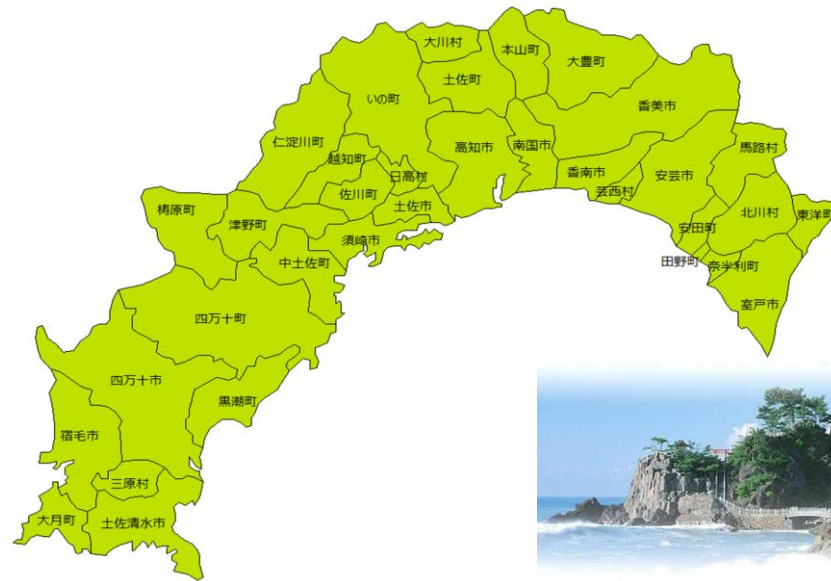 大川村
本山町
大豊町
土佐町
いの町
香美市
仁淀川町
高知市
南国市
馬路村
越知町
日高村
香南市
安芸市
佐川町
芸西村
梼原町
津野町
土佐市
北川村
東洋町
安田町
須崎市
中土佐町
田野町
奈半利町
室戸市
四万十町
四万十市
黒潮町
宿毛市
三原村
大月町
土佐清水市